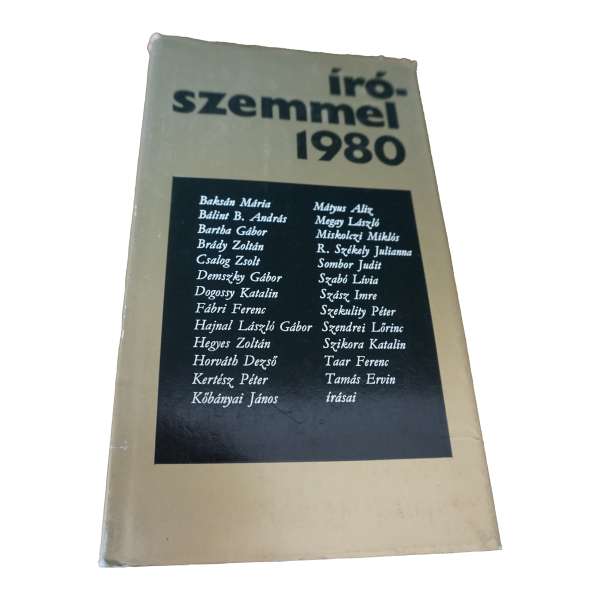 író-
szemmel
1980
Baksán Mária
Bálint B. András
Bartha Gábor
Brády Zoltán
Csalog Zsolt
Demszky Gábor
Dogossy Katalin
Fábri Ferenc
Hajnal László Gábor
Hegyes Zoltán
Horváth Dezső
Kertész Péter
Kőbányai János
Mátyus Aliz
Megay László
Miskolczi Miklós
R. Székely Julianna
Sombor Judit
Szabó Lívia
Szász Imre
Szekulity Péter
Szendrei Lőrinc
Szikora Katalin
Taar Ferenc
Tamás Ervin
írásai